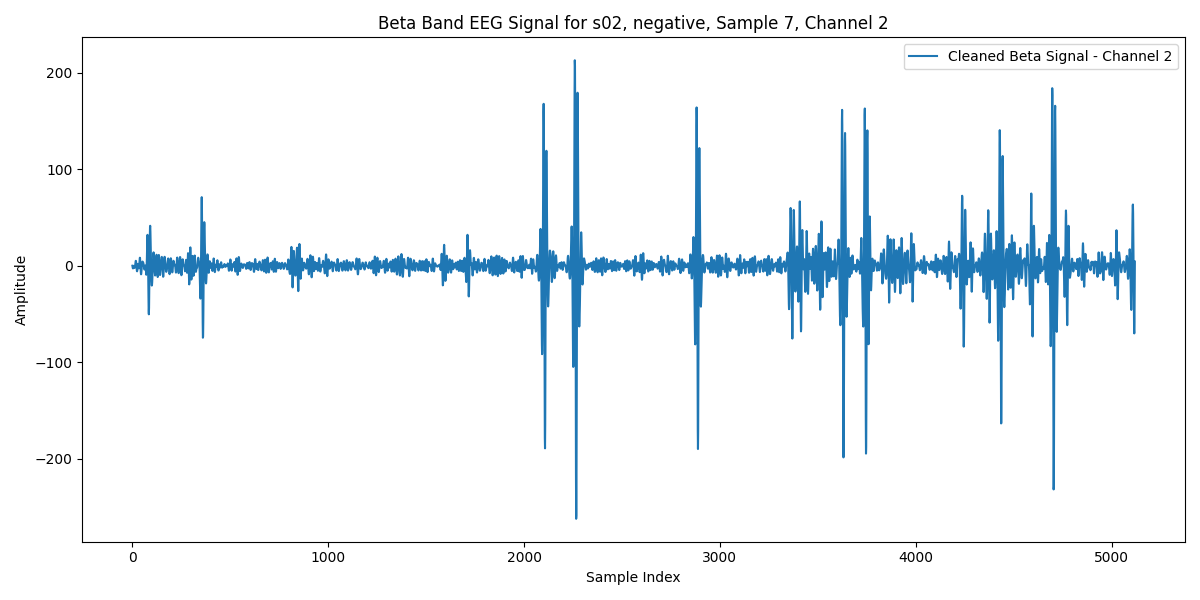 Beta Band EEG Signal for s02, negative, Sample 7, Channel 2
Cleaned Beta Signal - Channel 2
Amplitude
200
100
0
−100
−200
0 1000 2000 3000 4000 5000
Sample Index